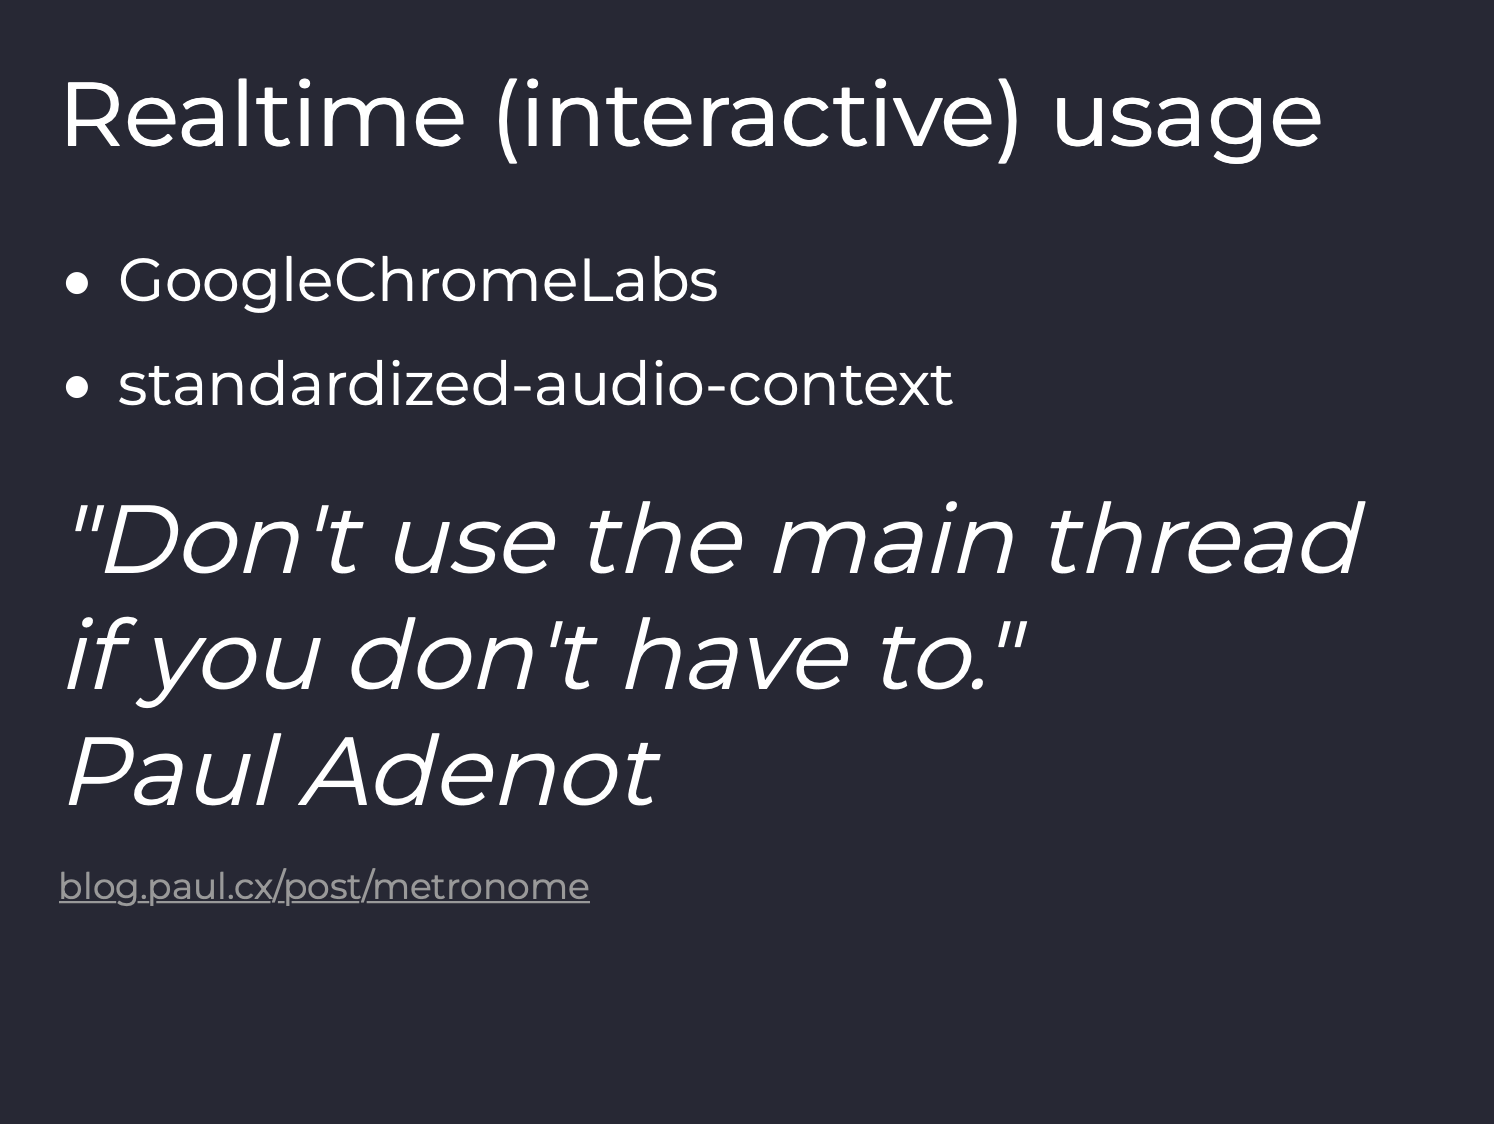 Realtime (interactive) usage
• GoogleChromeLabs
• standardized-audio-context
"Don't use the main thread
if you don't have to."
Paul Adenot
blog.paul.cx/post/metronome